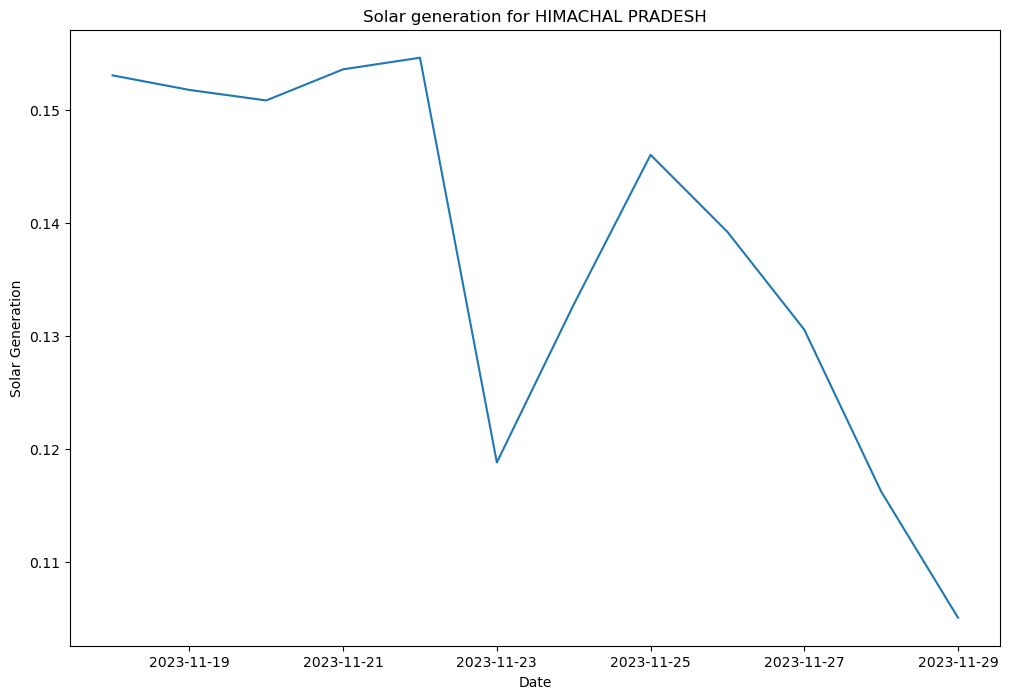 Solar generation for HIMACHAL PRADESH
Solar Generation
0.15
0.14
0.13
0.12
0.11
2023-11-19 2023-11-21 2023-11-23 2023-11-25 2023-11-27 2023-11-29
Date